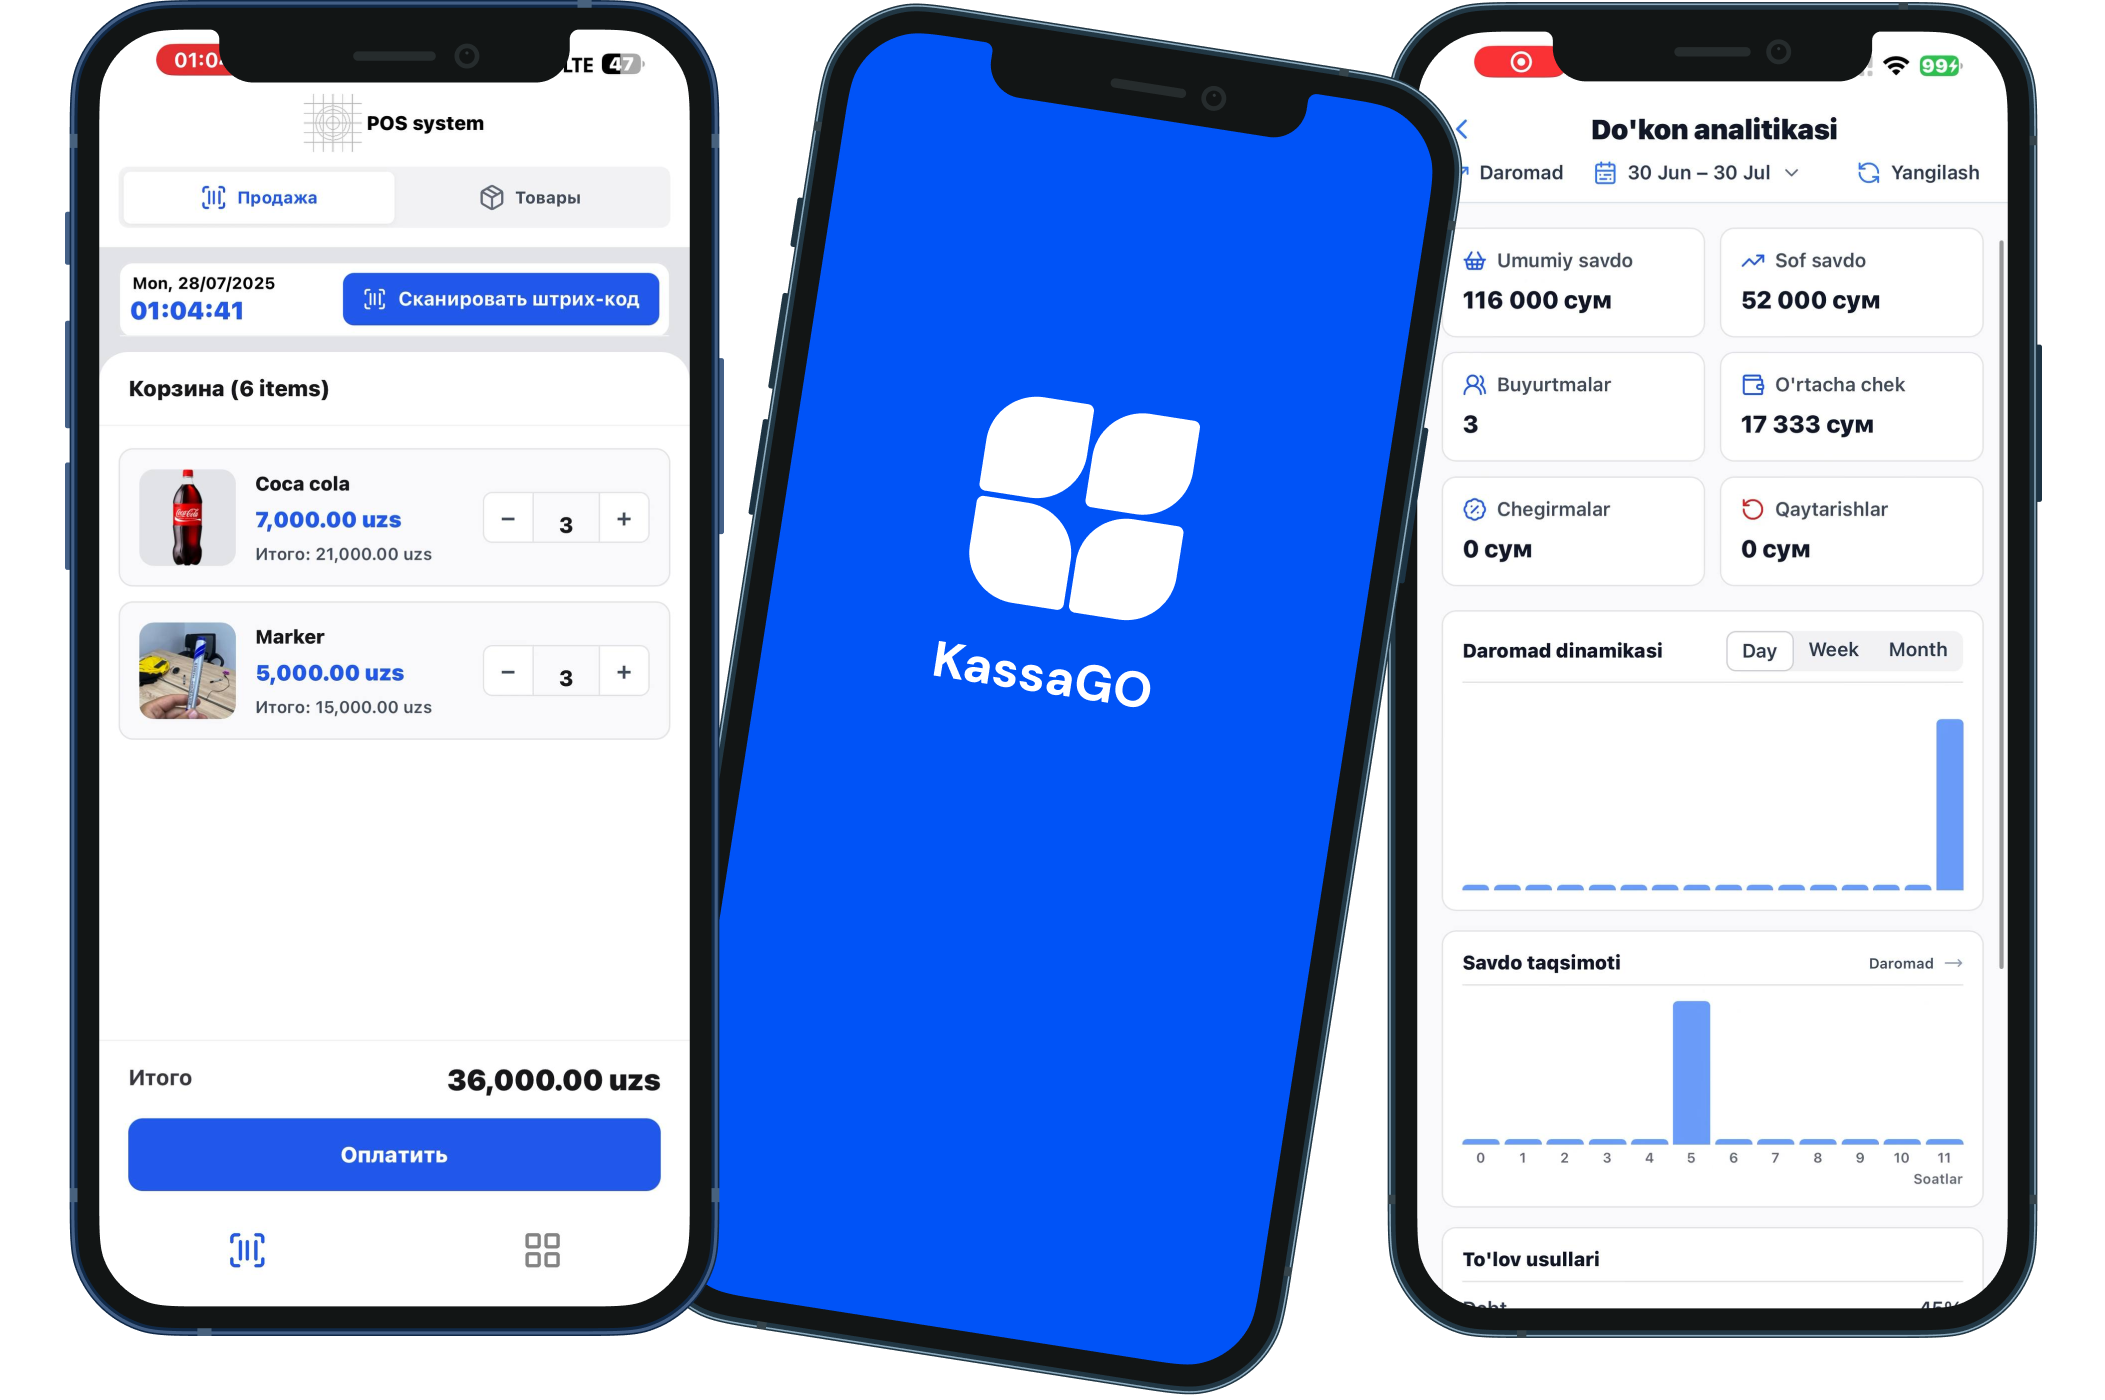 LTE 47
POS system
Продажа
Товары
Mon, 28/07/2025
01:04:41
Сканировать штрих-код
Корзина (6 items)
Coca cola
7,000.00 uzs
Итого: 21,000.00 uzs
3
Marker
5,000.00 uzs
Итого: 15,000.00 uzs
3
Итого
36,000.00 uzs
Оплатить
KassaGO
99
Do'kon analitikasi
Daromad
30 Jun – 30 Jul
Yangilash
Umumiy savdo
116 000 сум
Sof savdo
52 000 сум
Buyurtmalar
3
O'rtacha chek
17 333 сум
Chegirmalar
0 сум
Qaytarishlar
0 сум
Daromad dinamikasi
Day Week Month
Savdo taqsimoti
Daromad →
0 1 2 3 4 5 6 7 8 9 10 11
Soatlar
To'lov usullari